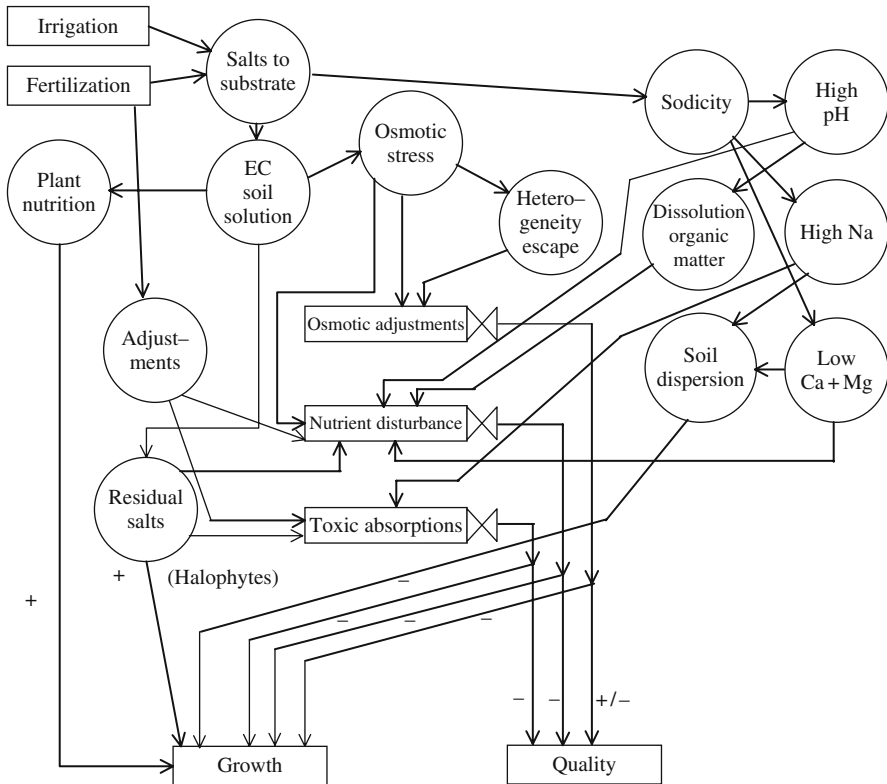 Irrigation
Fertilization
Salts to
substrate
Sodicity
High
pH
Osmotic
stress
Plant
nutrition
EC
soil
solution
Hetero–
geneity
escape
Dissolution
organic
matter
High Na
Osmotic adjustments
Adjust–
ments
Soil
dispersion
Low
Ca + Mg
Nutrient disturbance
Residual
salts
Toxic absorptions
+
(Halophytes)
–
+
–
–
–
–
–
+/–
Growth
Quality